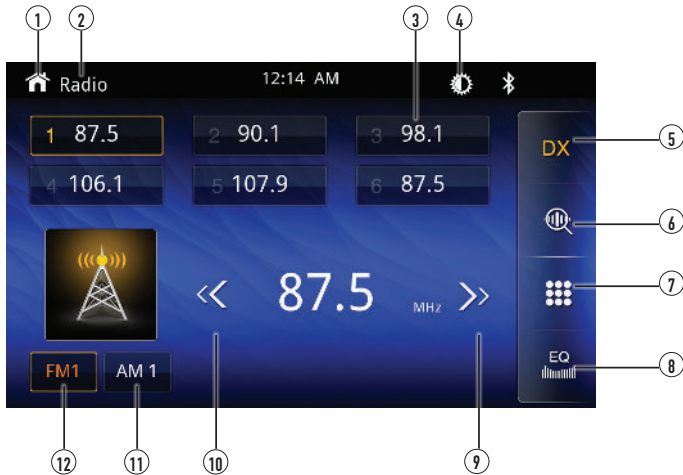 1 2 3 4
Radio 12:14 AM
1 87.5 2 90.1 3 98.1
4 106.1 5 107.9 6 87.5
DX 5
6
7
87.5 MHz
EQ 8
FM1 AM 1
12 11 10 9